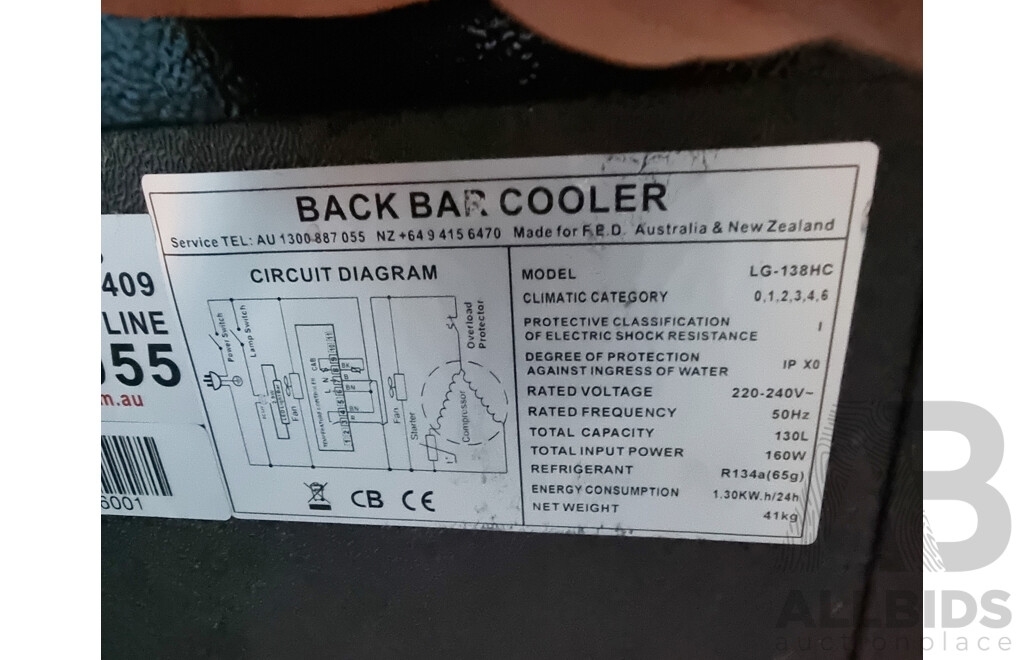 BACK BAR COOLER
Service TEL: AU 1300 887 055 NZ +64 9 415 6470 Made for F.E.D. Australia & New Zealand
CIRCUIT DIAGRAM
Power Switch
Lamp Switch
Fan
Fan
Starter
Compressor
Overload
Protector
CB CE
MODEL LG-138HC
CLIMATIC CATEGORY 0,1,2,3,4,6
PROTECTIVE CLASSIFICATION
OF ELECTRIC SHOCK RESISTANCE I
DEGREE OF PROTECTION
AGAINST INGRESS OF WATER IP X0
RATED VOLTAGE 220-240V~
RATED FREQUENCY 50Hz
TOTAL CAPACITY 130L
TOTAL INPUT POWER 160W
REFRIGERANT R134a(65g)
ENERGY CONSUMPTION 1.30KW.h/24h
NET WEIGHT 41kg
409
LINE
55
m.au
6001
AB
ALLBIDS
auctionplace